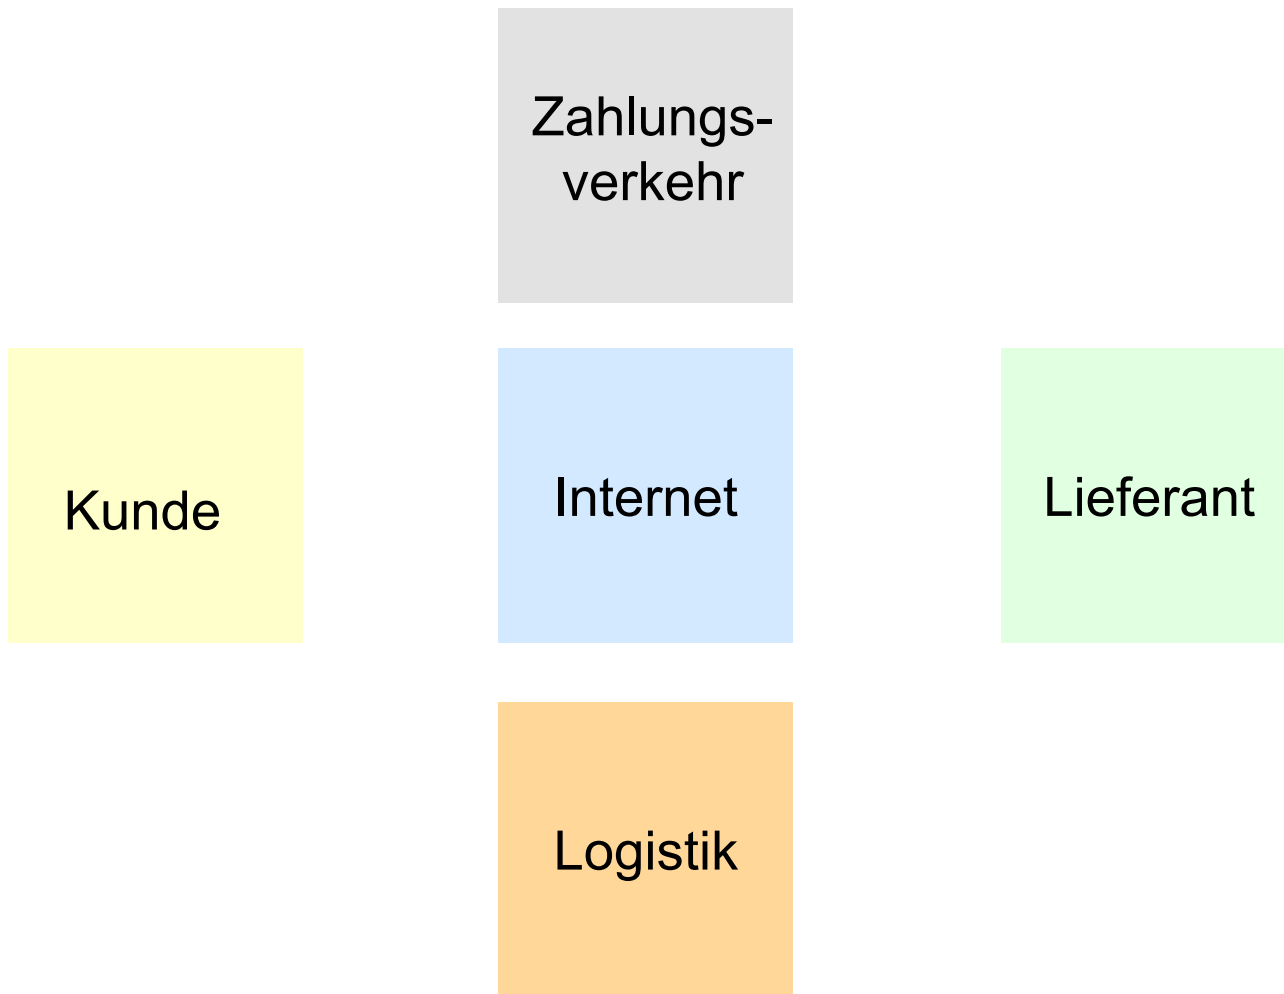 Zahlungs-
verkehr
Kunde
Internet
Lieferant
Logistik